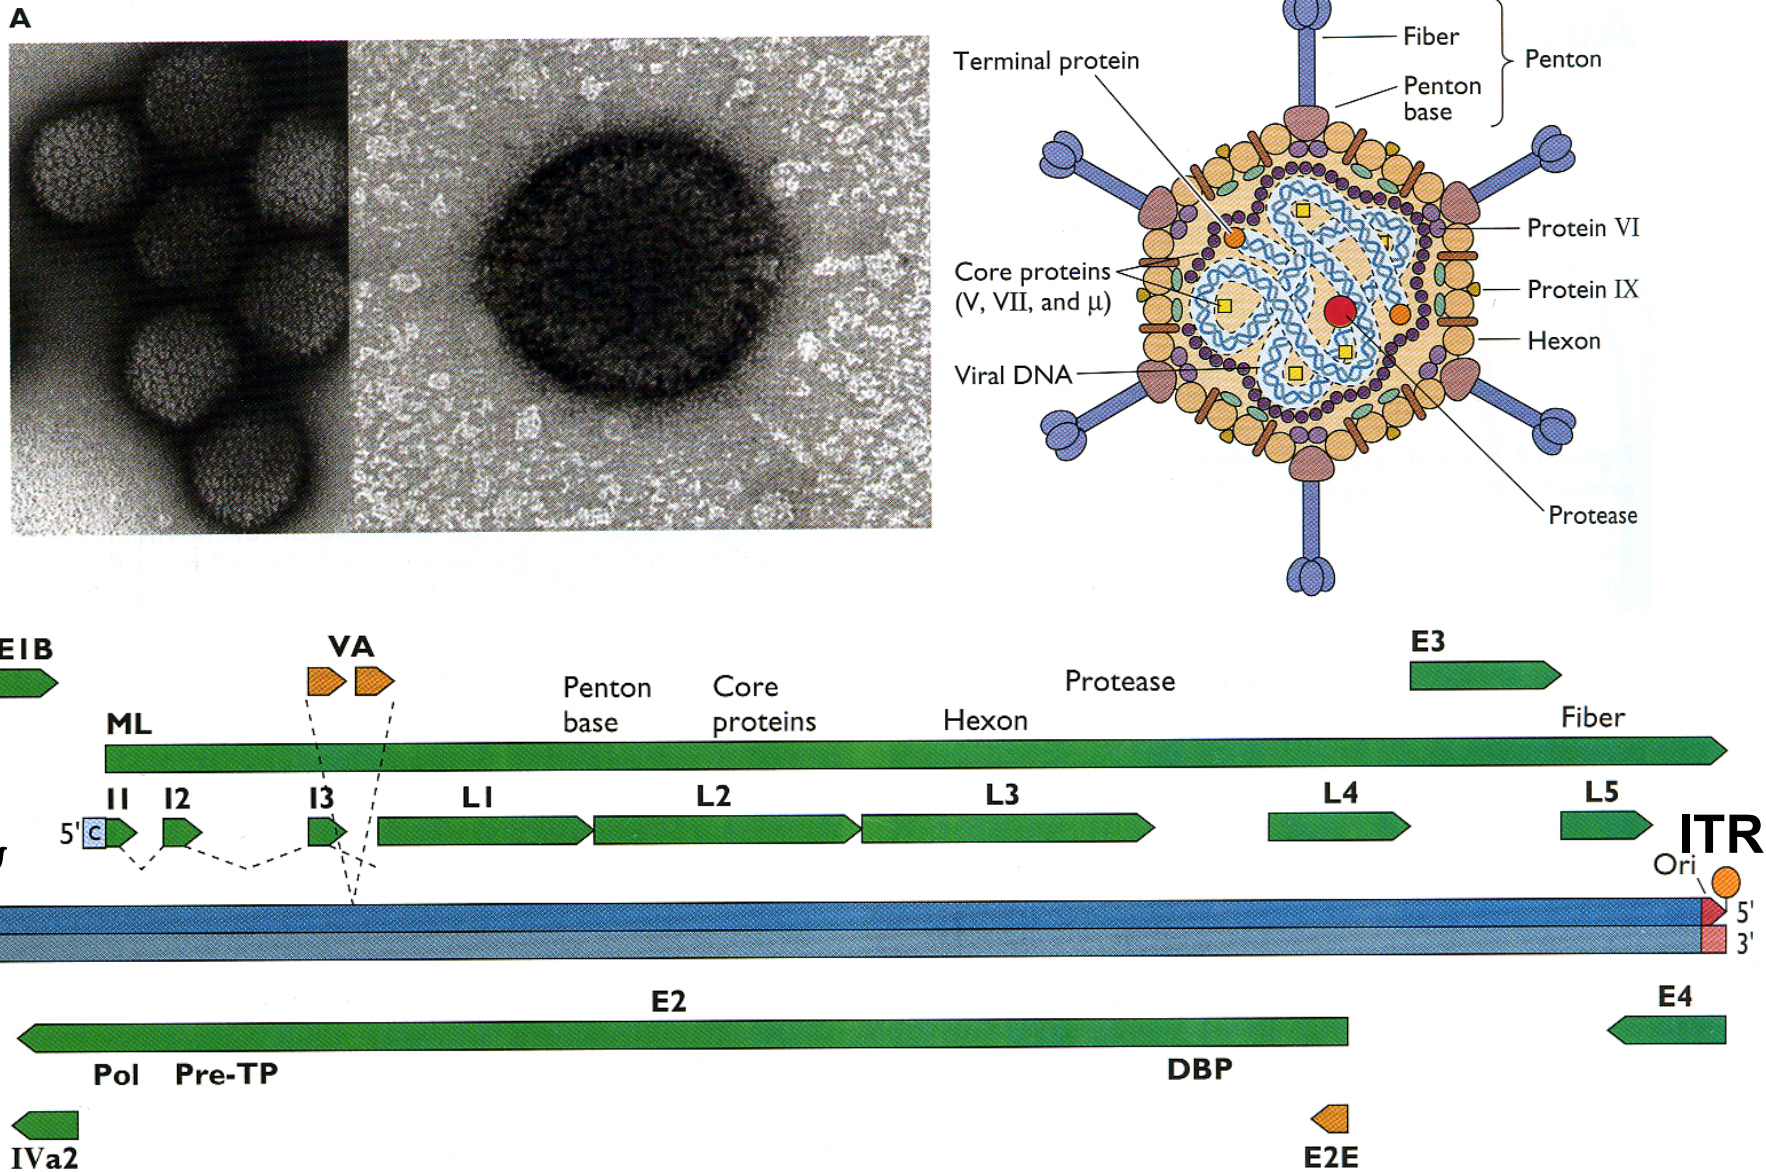 A
Fiber
Penton
Penton
base
Terminal protein
Protein VI
Core proteins
(V, VII, and µ)
Protein IX
Hexon
Viral DNA
Protease
E1B
VA
E3
Penton
base
Core
proteins
Protease
Hexon
Fiber
ML
I1
I2
I3
L1
L2
L3
L4
L5
5'
C
ITR
Ori
5'
3'
E2
E4
Pol
Pre-TP
DBP
IVa2
E2E